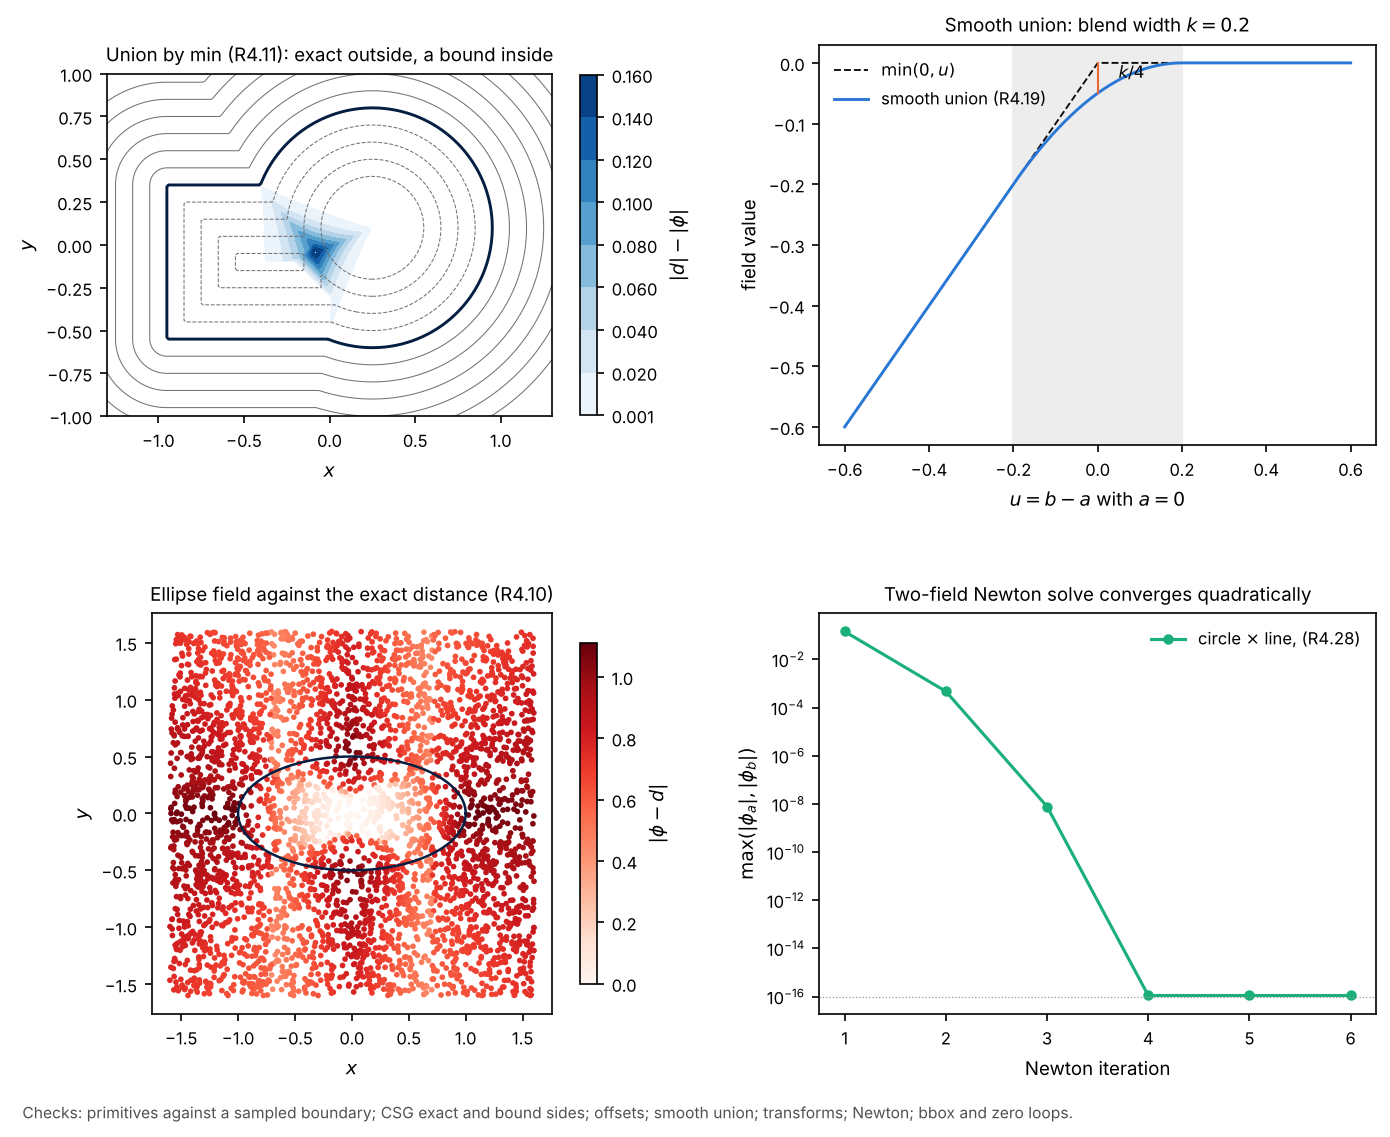 Union by min (R4.11): exact outside, a bound inside
1.00
0.75
0.50
0.25
0.00
−0.25
−0.50
−0.75
−1.00
y
−1.0 −0.5 0.0 0.5 1.0
x
0.160
0.140
0.120
0.100
0.080
0.060
0.040
0.020
0.001
|d| − |ϕ|
Smooth union: blend width k = 0.2
min(0, u)
smooth union (R4.19)
k/4
0.0
−0.1
−0.2
−0.3
−0.4
−0.5
−0.6
field value
−0.6 −0.4 −0.2 0.0 0.2 0.4 0.6
u = b − a with a = 0
Ellipse field against the exact distance (R4.10)
1.5
1.0
0.5
0.0
−0.5
−1.0
−1.5
y
−1.5 −1.0 −0.5 0.0 0.5 1.0 1.5
x
1.0
0.8
0.6
0.4
0.2
0.0
|ϕ − d|
Two-field Newton solve converges quadratically
circle × line, (R4.28)
10⁻²
10⁻⁴
10⁻⁶
10⁻⁸
10⁻¹⁰
10⁻¹²
10⁻¹⁴
10⁻¹⁶
max(|ϕₐ|, |ϕ_b|)
1 2 3 4 5 6
Newton iteration
Checks: primitives against a sampled boundary; CSG exact and bound sides; offsets; smooth union; transforms; Newton; bbox and zero loops.